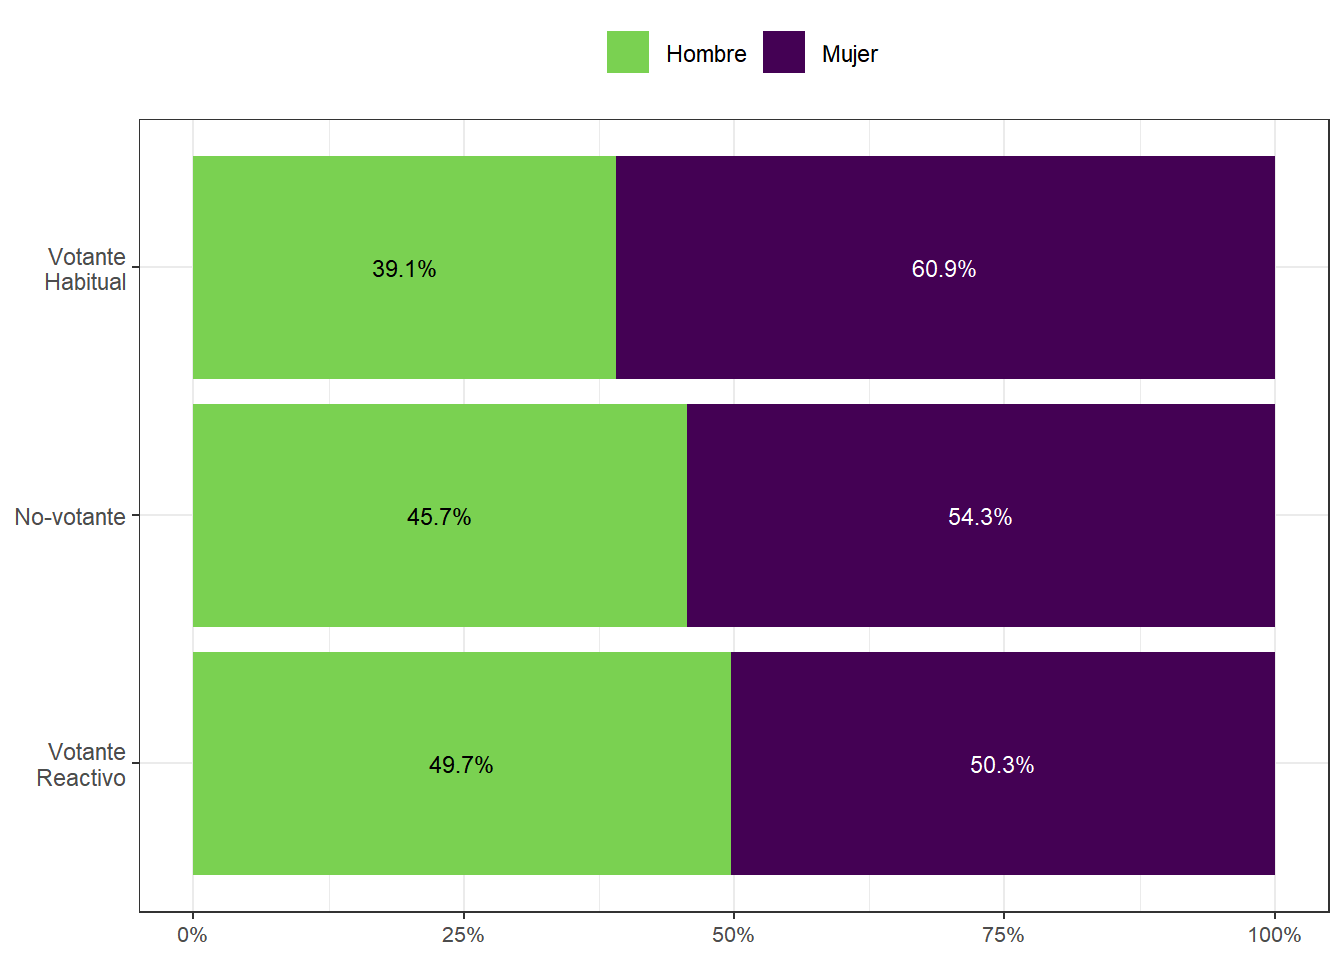 Hombre Mujer
Votante
Habitual
39.1% 60.9%
No-votante
45.7% 54.3%
Votante
Reactivo
49.7% 50.3%
0% 25% 50% 75% 100%